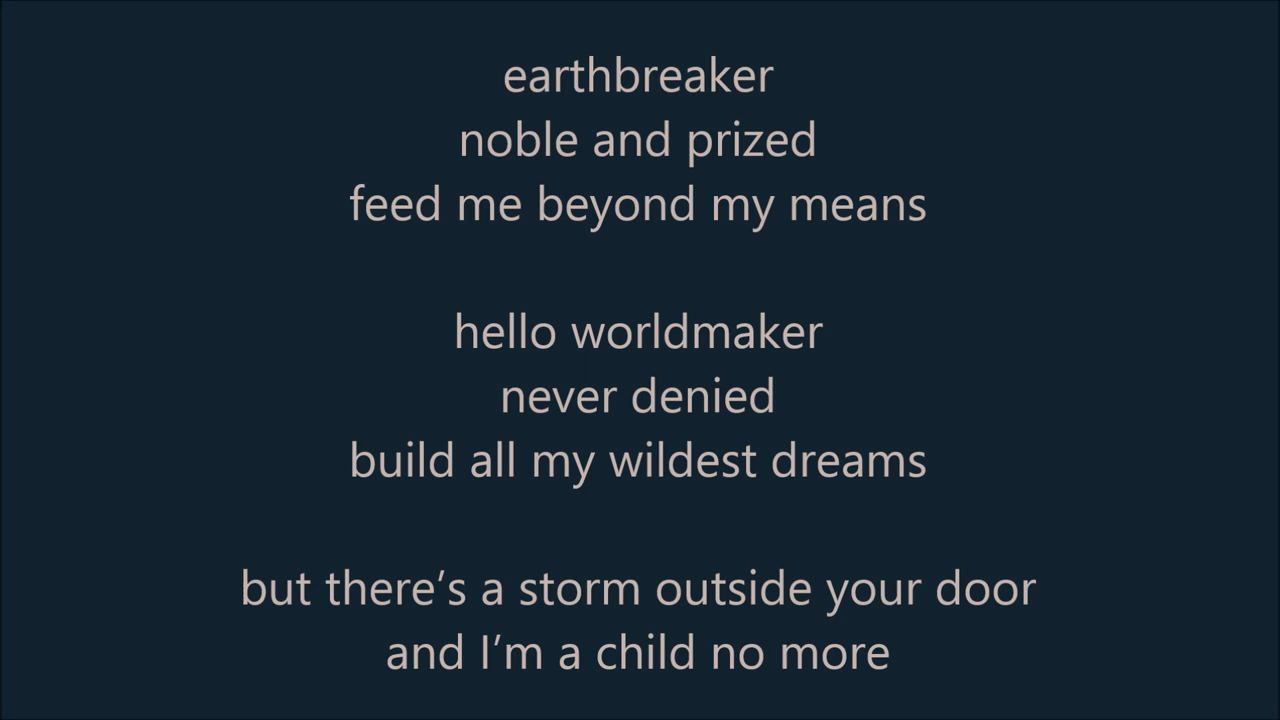 earthbreaker
noble and prized
feed me beyond my means
hello worldmaker
never denied
build all my wildest dreams
but there’s a storm outside your door
and I’m a child no more